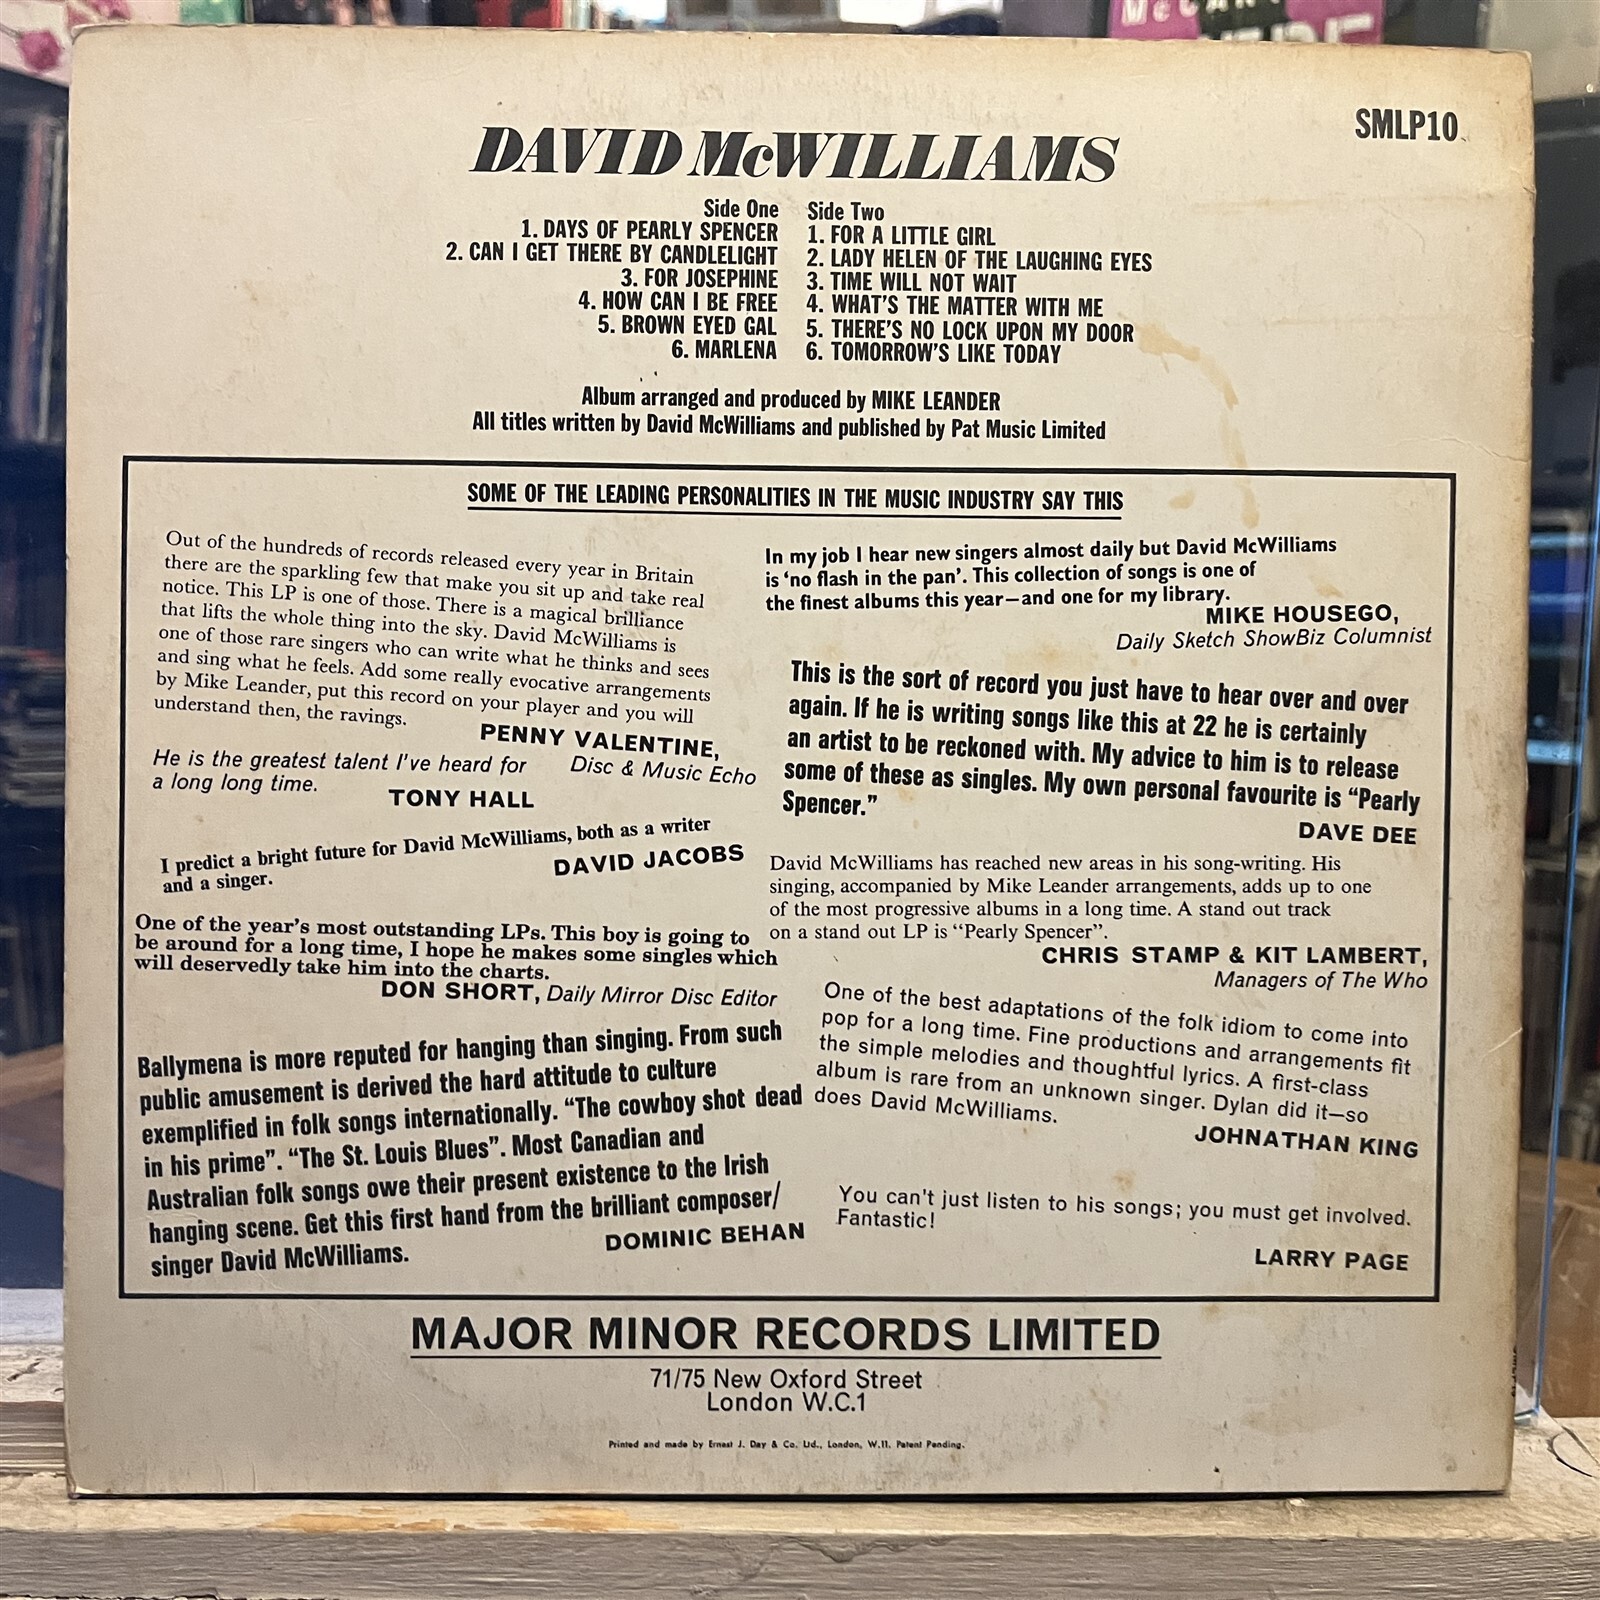 SMLP10
DAVID McWILLIAMS
Side One
1. DAYS OF PEARLY SPENCER
2. CAN I GET THERE BY CANDLELIGHT
3. FOR JOSEPHINE
4. HOW CAN I BE FREE
5. BROWN EYED GAL
6. MARLENA
Side Two
1. FOR A LITTLE GIRL
2. LADY HELEN OF THE LAUGHING EYES
3. TIME WILL NOT WAIT
4. WHAT'S THE MATTER WITH ME
5. THERE'S NO LOCK UPON MY DOOR
6. TOMORROW'S LIKE TODAY
Album arranged and produced by MIKE LEANDER
All titles written by David McWilliams and published by Pat Music Limited
SOME OF THE LEADING PERSONALITIES IN THE MUSIC INDUSTRY SAY THIS
Out of the hundreds of records released every year in Britain
there are the sparkling few that make you sit up and take real
notice. This LP is one of those. There is a magical brilliance
that lifts the whole thing into the sky. David McWilliams is
one of those rare singers who can write what he thinks and sees
and sing what he feels. Add some really evocative arrangements
by Mike Leander, put this record on your player and you will
understand then, the ravings.
PENNY VALENTINE,
Disc & Music Echo
He is the greatest talent I've heard for
a long long time.
TONY HALL
I predict a bright future for David McWilliams, both as a writer
and a singer.
DAVID JACOBS
One of the year's most outstanding LPs. This boy is going to
be around for a long time, I hope he makes some singles which
will deservedly take him into the charts.
DON SHORT, Daily Mirror Disc Editor
Ballymena is more reputed for hanging than singing. From such
public amusement is derived the hard attitude to culture
exemplified in folk songs internationally. "The cowboy shot dead
in his prime". "The St. Louis Blues". Most Canadian and
Australian folk songs owe their present existence to the Irish
hanging scene. Get this first hand from the brilliant composer/
singer David McWilliams.
DOMINIC BEHAN
In my job I hear new singers almost daily but David McWilliams
is 'no flash in the pan'. This collection of songs is one of
the finest albums this year—and one for my library.
MIKE HOUSEGO,
Daily Sketch ShowBiz Columnist
This is the sort of record you just have to hear over and over
again. If he is writing songs like this at 22 he is certainly
an artist to be reckoned with. My advice to him is to release
some of these as singles. My own personal favourite is "Pearly
Spencer."
DAVE DEE
David McWilliams has reached new areas in his song-writing. His
singing, accompanied by Mike Leander arrangements, adds up to one
of the most progressive albums in a long time. A stand out track
on a stand out LP is "Pearly Spencer".
CHRIS STAMP & KIT LAMBERT,
Managers of The Who
One of the best adaptations of the folk idiom to come into
pop for a long time. Fine productions and arrangements fit
the simple melodies and thoughtful lyrics. A first-class
album is rare from an unknown singer. Dylan did it—so
does David McWilliams.
JOHNATHAN KING
You can't just listen to his songs; you must get involved.
Fantastic!
LARRY PAGE
MAJOR MINOR RECORDS LIMITED
71/75 New Oxford Street
London W.C.1
Printed and made by Ernest J. Day & Co. Ltd., London, W.11. Patent Pending.